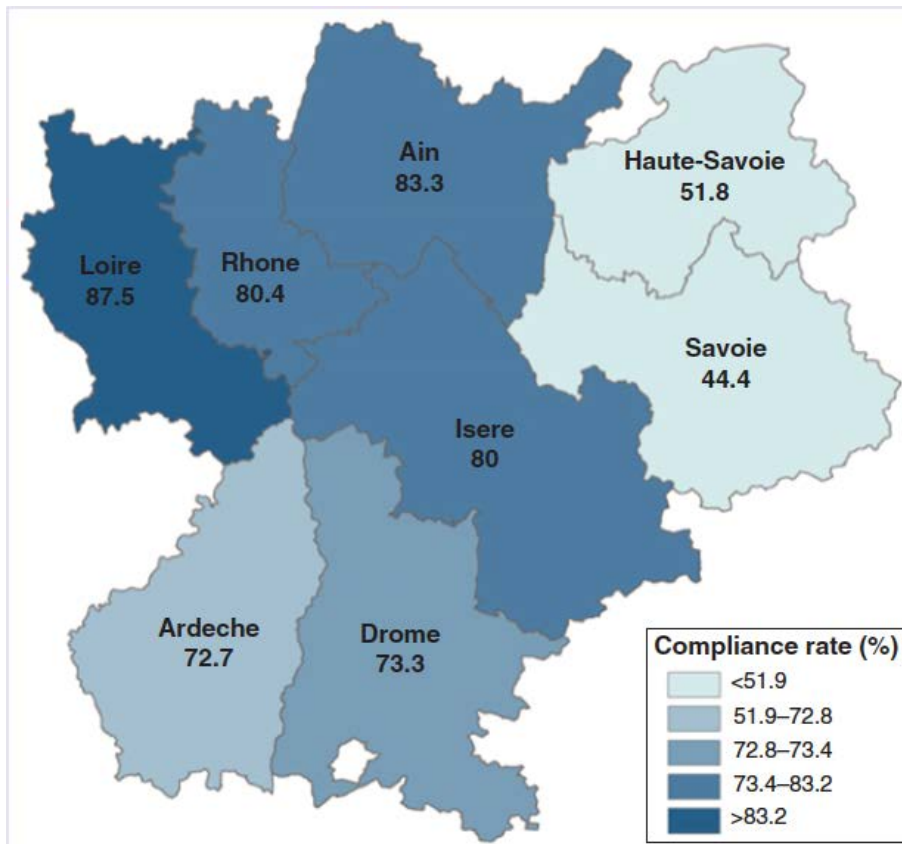 Ain
83.3
Haute-Savoie
51.8
Loire
87.5
Rhone
80.4
Savoie
44.4
Isere
80
Ardeche
72.7
Drome
73.3
Compliance rate (%)
<51.9
51.9–72.8
72.8–73.4
73.4–83.2
>83.2